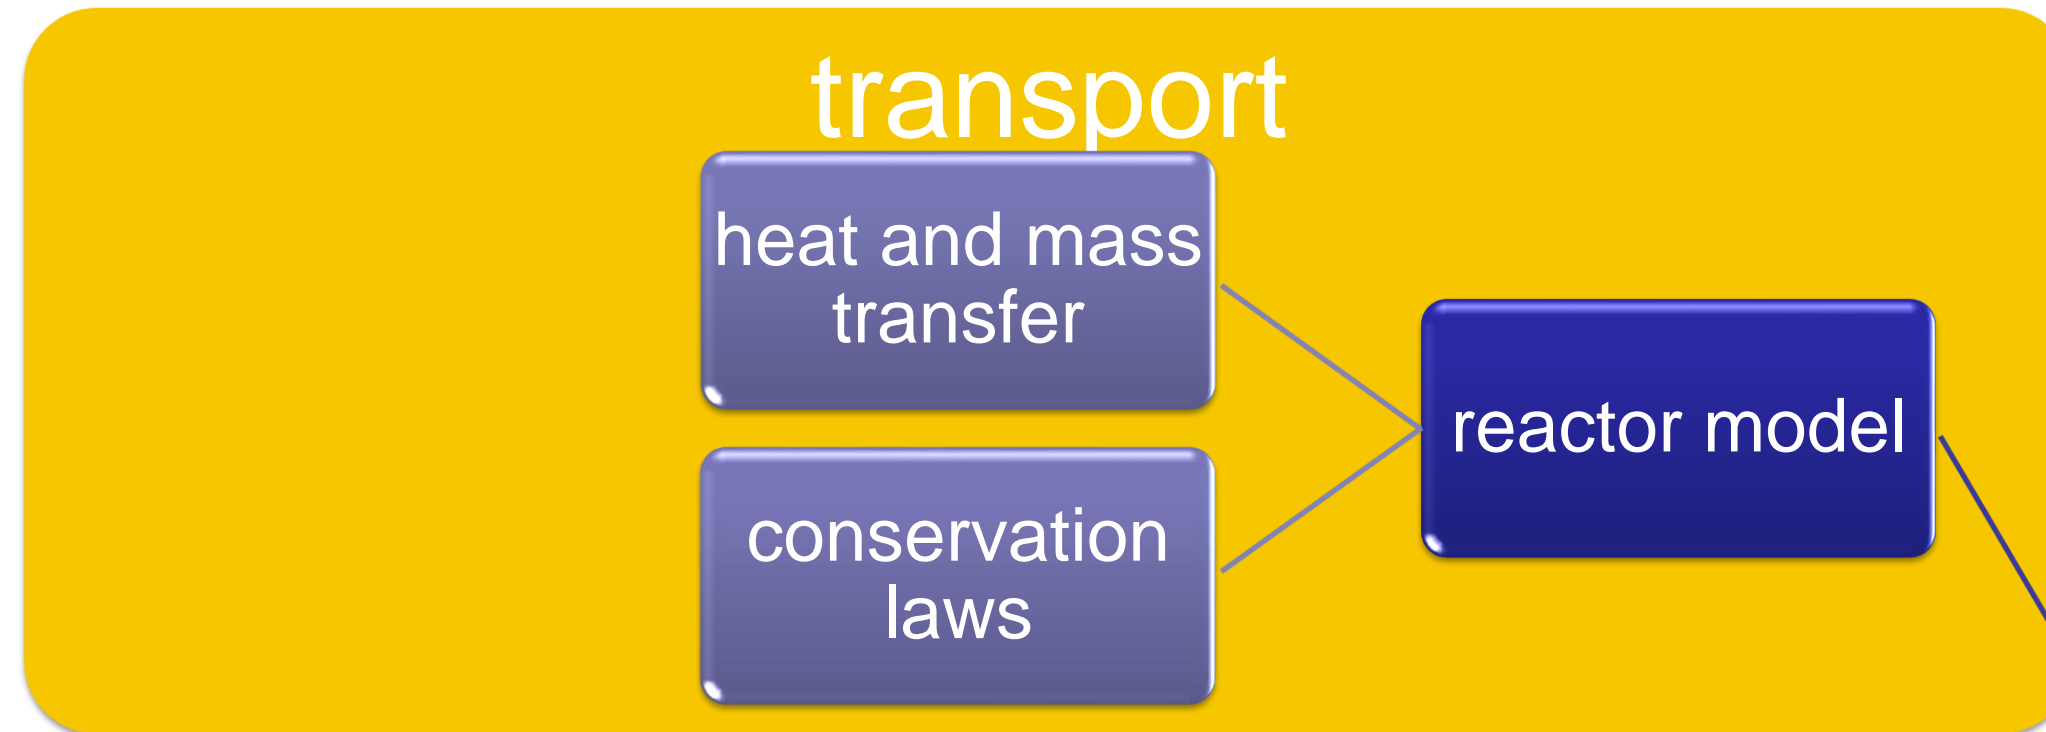 transport
heat and mass
transfer
conservation
laws
reactor model